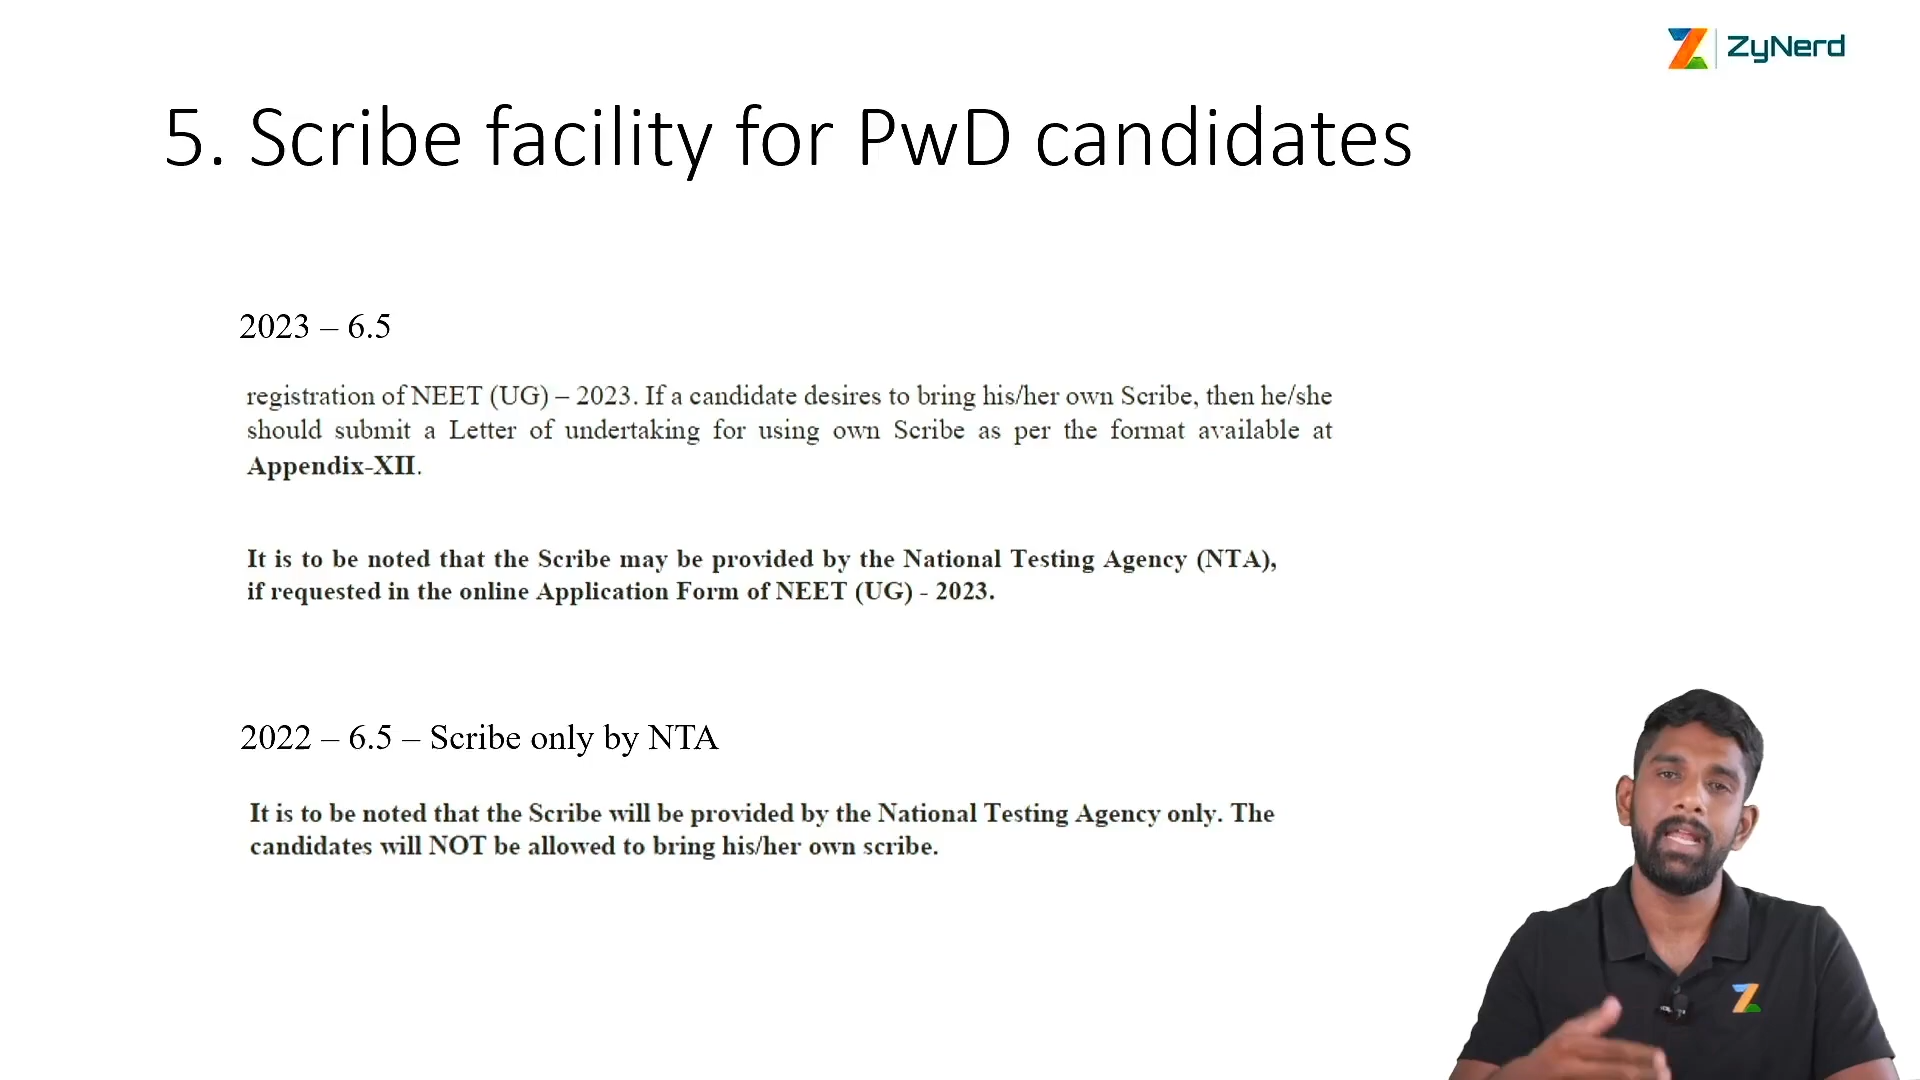 ZyNerd
5. Scribe facility for PwD candidates
2023 – 6.5
registration of NEET (UG) – 2023. If a candidate desires to bring his/her own Scribe, then he/she
should submit a Letter of undertaking for using own Scribe as per the format available at
Appendix-XII.
It is to be noted that the Scribe may be provided by the National Testing Agency (NTA),
if requested in the online Application Form of NEET (UG) - 2023.
2022 – 6.5 – Scribe only by NTA
It is to be noted that the Scribe will be provided by the National Testing Agency only. The
candidates will NOT be allowed to bring his/her own scribe.